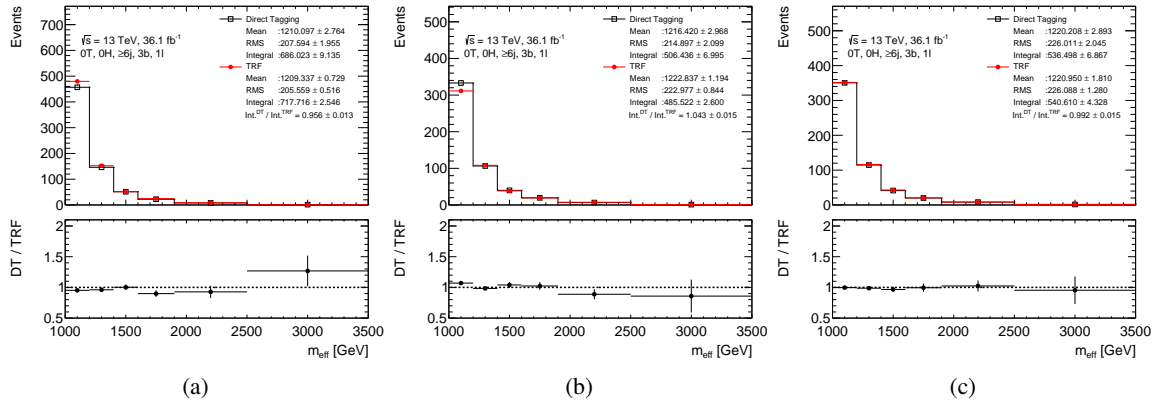 Events
700
600
500
400
300
200
100
0
√s = 13 TeV, 36.1 fb⁻¹
0T, 0H, ≥6j, 3b, 1l
Direct Tagging
Mean :1210.097 ± 2.764
RMS :207.594 ± 1.955
Integral :686.023 ± 9.135
TRF
Mean :1209.337 ± 0.729
RMS :205.559 ± 0.516
Integral :717.716 ± 2.546
Int.ᴰᵀ / Int.ᵀᴿᶠ = 0.956 ± 0.013
DT / TRF
2
1.5
1
0.5
1000 1500 2000 2500 3000 3500
m_eff [GeV]
(a)
Events
500
400
300
200
100
0
√s = 13 TeV, 36.1 fb⁻¹
0T, 0H, ≥6j, 3b, 1l
Direct Tagging
Mean :1216.420 ± 2.968
RMS :214.897 ± 2.099
Integral :506.436 ± 6.995
TRF
Mean :1222.837 ± 1.194
RMS :222.977 ± 0.844
Integral :485.522 ± 2.600
Int.ᴰᵀ / Int.ᵀᴿᶠ = 1.043 ± 0.015
DT / TRF
2
1.5
1
0.5
1000 1500 2000 2500 3000 3500
m_eff [GeV]
(b)
Events
500
400
300
200
100
0
√s = 13 TeV, 36.1 fb⁻¹
0T, 0H, ≥6j, 3b, 1l
Direct Tagging
Mean :1220.208 ± 2.893
RMS :226.011 ± 2.045
Integral :536.498 ± 6.867
TRF
Mean :1220.950 ± 1.810
RMS :226.088 ± 1.280
Integral :540.610 ± 4.328
Int.ᴰᵀ / Int.ᵀᴿᶠ = 0.992 ± 0.015
DT / TRF
2
1.5
1
0.5
1000 1500 2000 2500 3000 3500
m_eff [GeV]
(c)